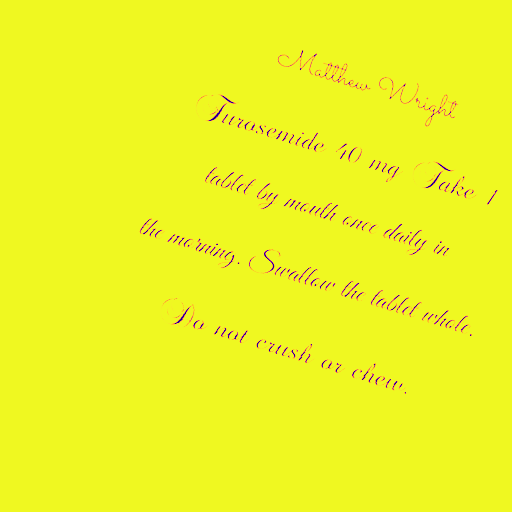 Matthew Wright
Furosemide 40 mg Take 1
tablet by mouth once daily in
the morning. Swallow the tablet whole.
Do not crush or chew.